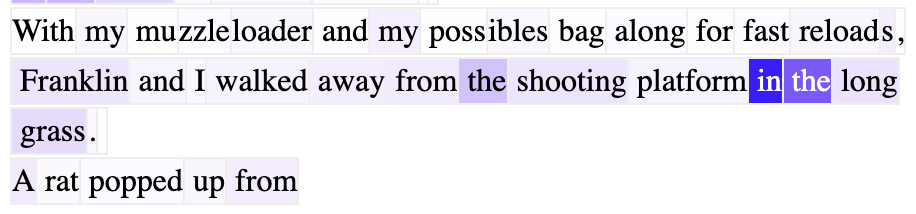 With my muzzleloader and my possibles bag along for fast reloads,
Franklin and I walked away from the shooting platform in the long
grass.
A rat popped up from